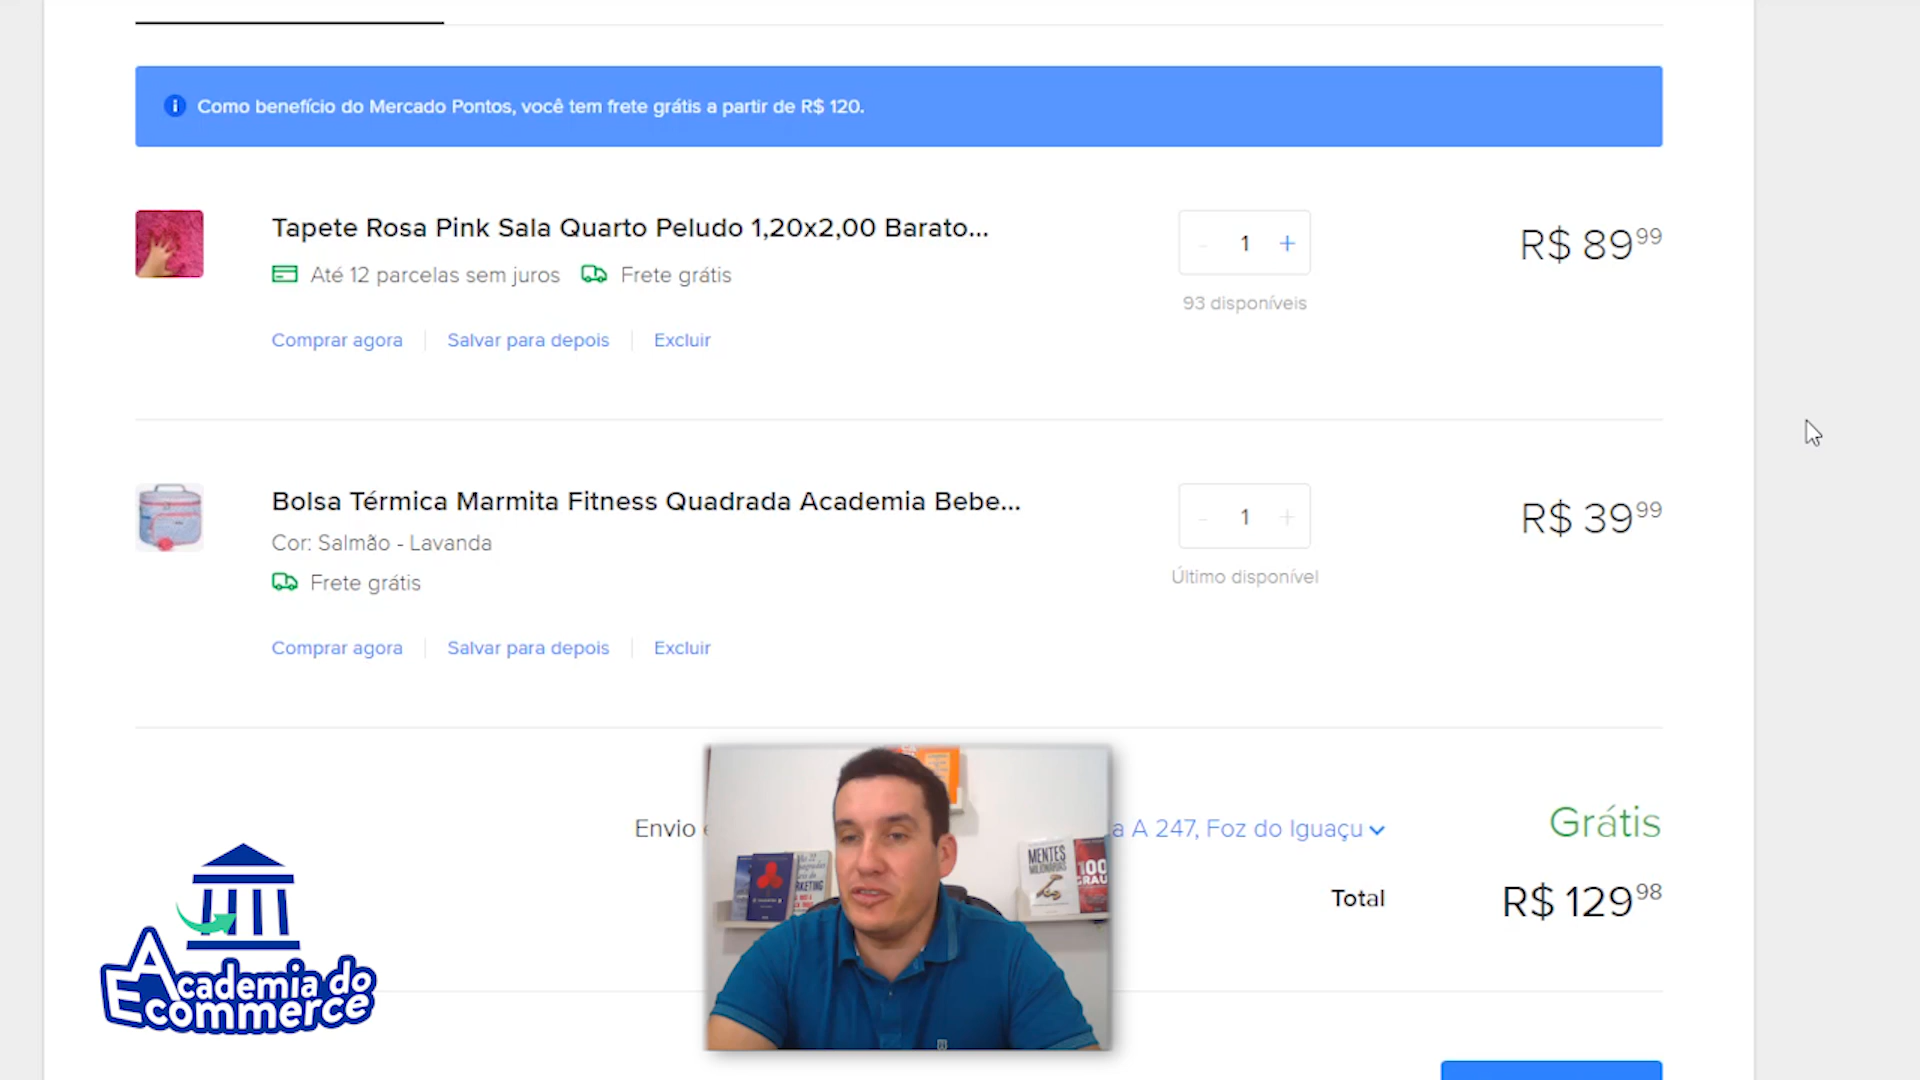 Como benefício do Mercado Pontos, você tem frete grátis a partir de R$ 120.
Tapete Rosa Pink Sala Quarto Peludo 1,20x2,00 Barato...
- 1 +
R$ 89 99
Até 12 parcelas sem juros Frete grátis
93 disponíveis
Comprar agora Salvar para depois Excluir
Bolsa Térmica Marmita Fitness Quadrada Academia Bebe...
- 1 +
R$ 39 99
Cor: Salmão - Lavanda
Frete grátis
Último disponível
Comprar agora Salvar para depois Excluir
Envio
a A 247, Foz do Iguaçu
Grátis
Total
R$ 129 98
MENTES
100
GRAU
Academia do
Ecommerce